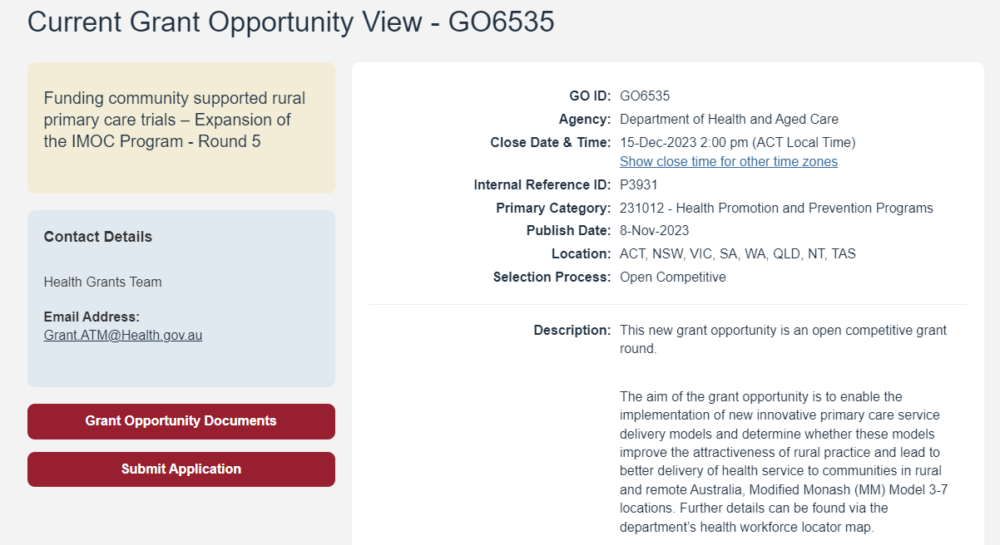 Current Grant Opportunity View - GO6535
Funding community supported rural
primary care trials – Expansion of
the IMOC Program - Round 5
Contact Details
Health Grants Team
Email Address:
Grant.ATM@Health.gov.au
Grant Opportunity Documents
Submit Application
GO ID: GO6535
Agency: Department of Health and Aged Care
Close Date & Time: 15-Dec-2023 2:00 pm (ACT Local Time)
Show close time for other time zones
Internal Reference ID: P3931
Primary Category: 231012 - Health Promotion and Prevention Programs
Publish Date: 8-Nov-2023
Location: ACT, NSW, VIC, SA, WA, QLD, NT, TAS
Selection Process: Open Competitive
Description: This new grant opportunity is an open competitive grant
round.
The aim of the grant opportunity is to enable the
implementation of new innovative primary care service
delivery models and determine whether these models
improve the attractiveness of rural practice and lead to
better delivery of health service to communities in rural
and remote Australia, Modified Monash (MM) Model 3-7
locations. Further details can be found via the
department’s health workforce locator map.